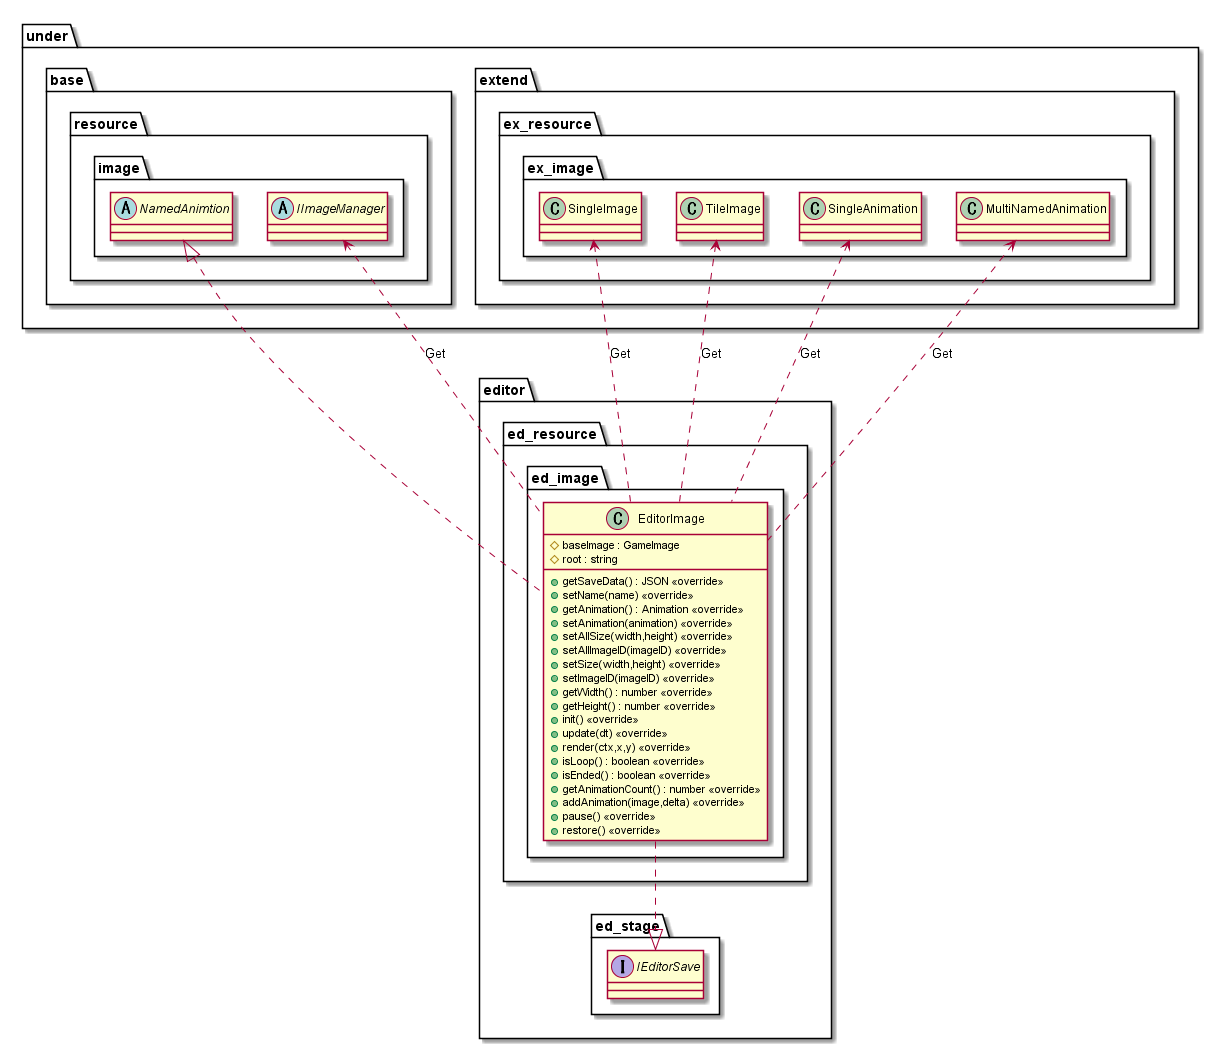 under
base
extend
resource
ex_resource
image
ex_image
A NamedAnimtion
A IImageManager
C SingleImage
C TileImage
C SingleAnimation
C MultiNamedAnimation
Get
Get
Get
Get
Get
editor
ed_resource
ed_image
C EditorImage
baseImage : GameImage
root : string
getSaveData() : JSON «override»
setName(name) «override»
getAnimation() : Animation «override»
setAnimation(animation) «override»
setAllSize(width,height) «override»
setAllImageID(imageID) «override»
setSize(width,height) «override»
setImageID(imageID) «override»
getWidth() : number «override»
getHeight() : number «override»
init() «override»
update(dt) «override»
render(ctx,x,y) «override»
isLoop() : boolean «override»
isEnded() : boolean «override»
getAnimationCount() : number «override»
addAnimation(image,delta) «override»
pause() «override»
restore() «override»
ed_stage
I IEditorSave